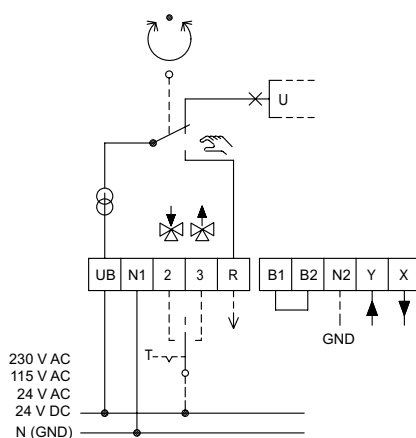 U
UB N1 2 3 R B1 B2 N2 Y X
GND
T
230 V AC
115 V AC
24 V AC
24 V DC
N (GND)